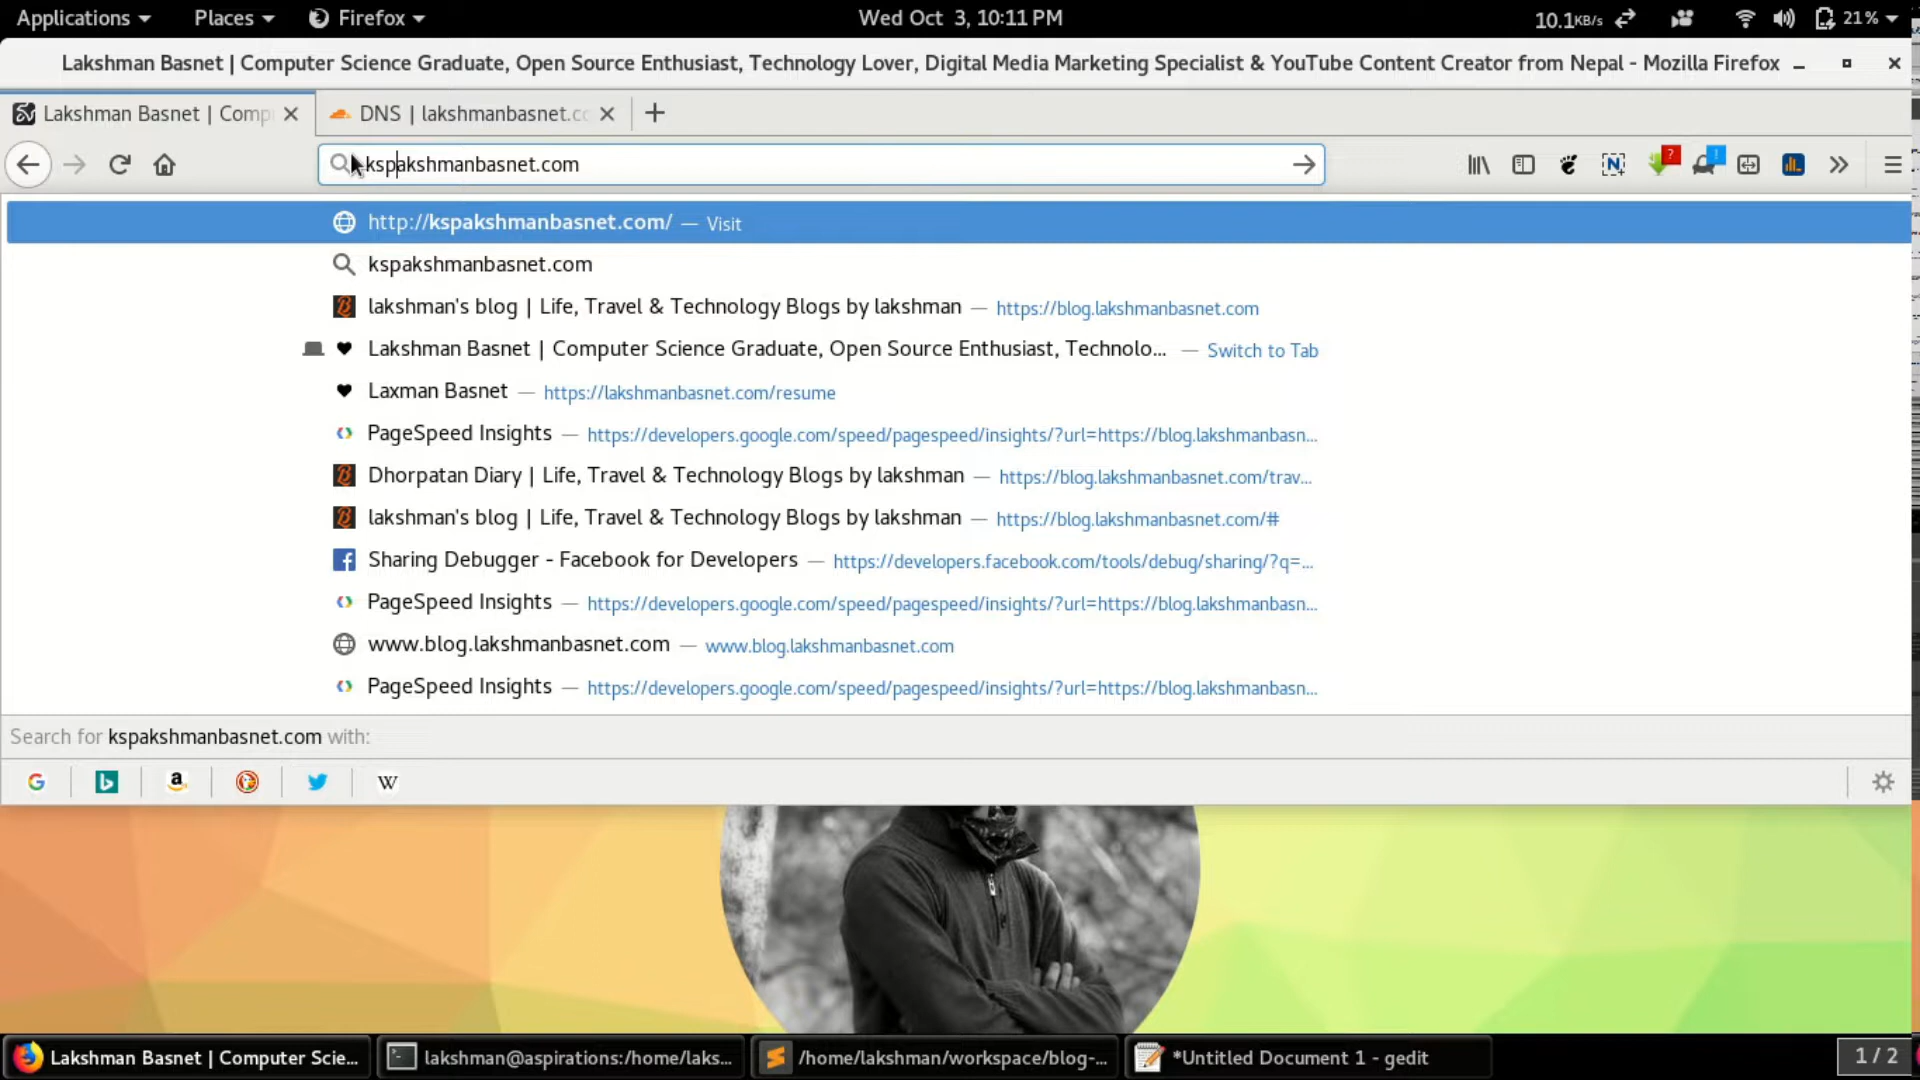 Applications Places Firefox Wed Oct 3, 10:11 PM 10.1KB/s 21%
Lakshman Basnet | Computer Science Graduate, Open Source Enthusiast, Technology Lover, Digital Media Marketing Specialist & YouTube Content Creator from Nepal - Mozilla Firefox
Lakshman Basnet | Comp DNS | lakshmanbasnet.co
kspakshmanbasnet.com
http://kspakshmanbasnet.com/ — Visit
kspakshmanbasnet.com
lakshman's blog | Life, Travel & Technology Blogs by lakshman — https://blog.lakshmanbasnet.com
Lakshman Basnet | Computer Science Graduate, Open Source Enthusiast, Technolo... — Switch to Tab
Laxman Basnet — https://lakshmanbasnet.com/resume
PageSpeed Insights — https://developers.google.com/speed/pagespeed/insights/?url=https://blog.lakshmanbasn...
Dhorpatan Diary | Life, Travel & Technology Blogs by lakshman — https://blog.lakshmanbasnet.com/trav...
lakshman's blog | Life, Travel & Technology Blogs by lakshman — https://blog.lakshmanbasnet.com/#
Sharing Debugger - Facebook for Developers — https://developers.facebook.com/tools/debug/sharing/?q=...
PageSpeed Insights — https://developers.google.com/speed/pagespeed/insights/?url=https://blog.lakshmanbasn...
www.blog.lakshmanbasnet.com — www.blog.lakshmanbasnet.com
PageSpeed Insights — https://developers.google.com/speed/pagespeed/insights/?url=https://blog.lakshmanbasn...
Search for kspakshmanbasnet.com with:
Lakshman Basnet | Computer Scie... lakshman@aspirations:/home/laks... /home/lakshman/workspace/blog-... *Untitled Document 1 - gedit 1 / 2